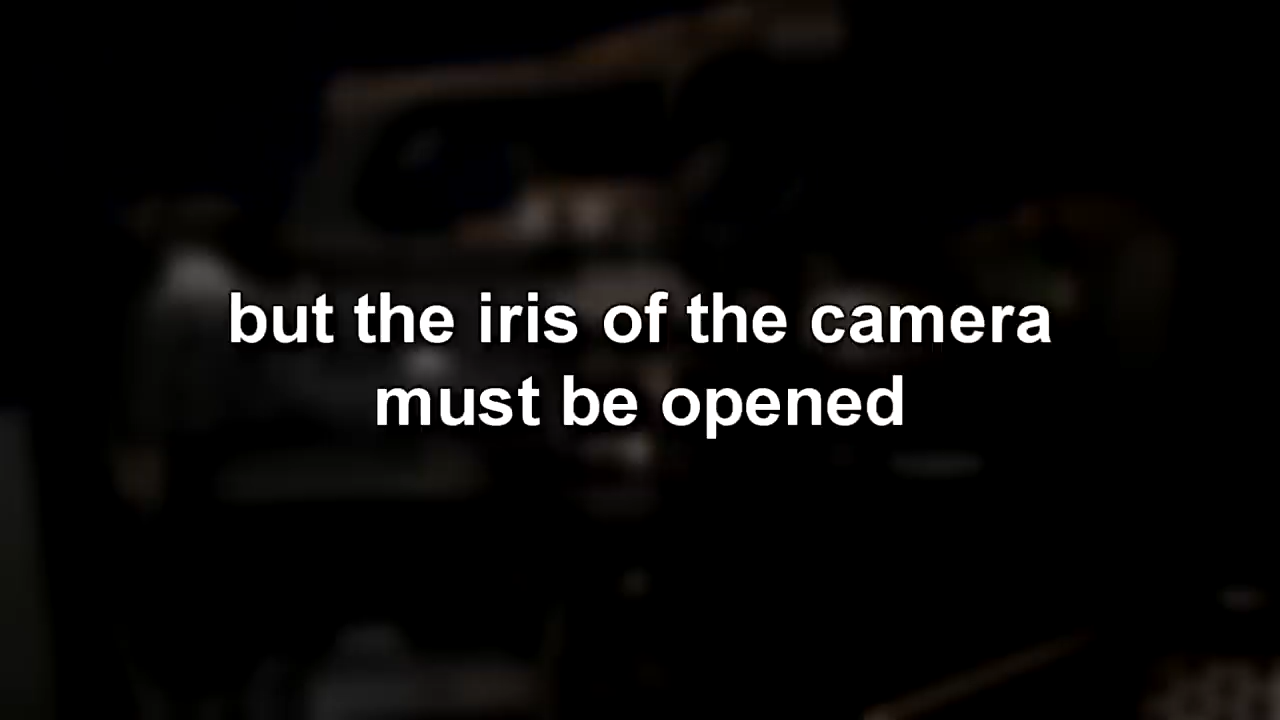 but the iris of the camera
must be opened